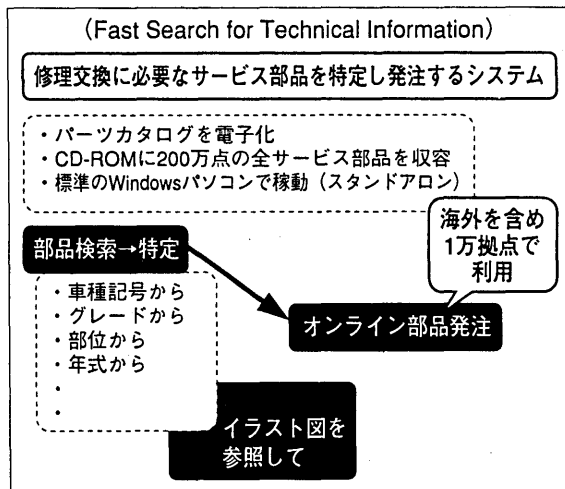 (Fast Search for Technical Information)
修理交換に必要なサービス部品を特定し発注するシステム
・パーツカタログを電子化
・CD-ROMに200万点の全サービス部品を収容
・標準のWindowsパソコンで稼動（スタンドアロン）
海外を含め
1万拠点で
利用
部品検索→特定
・車種記号から
・グレードから
・部位から
・年式から
・
・
オンライン部品発注
イラスト図を
参照して